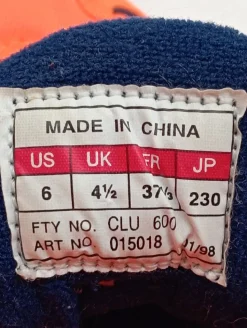 MADE IN CHINA
US UK FR JP
6 4½ 37⅓ 230
FTY NO. CLU 600
ART NO. 015018 01/98